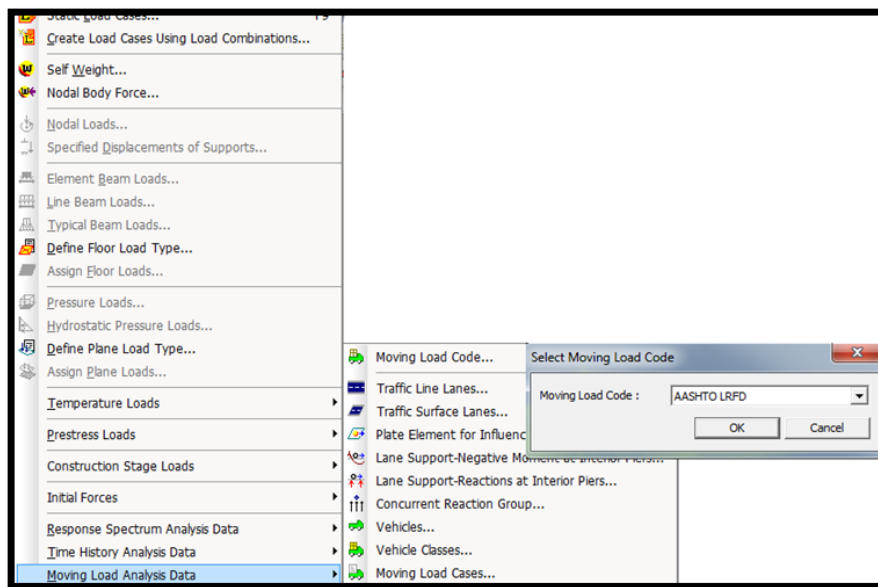 Static Load Cases... F9
Create Load Cases Using Load Combinations...
Self Weight...
Nodal Body Force...
Nodal Loads...
Specified Displacements of Supports...
Element Beam Loads...
Line Beam Loads...
Typical Beam Loads...
Define Floor Load Type...
Assign Floor Loads...
Pressure Loads...
Hydrostatic Pressure Loads...
Define Plane Load Type...
Assign Plane Loads...
Temperature Loads
Prestress Loads
Construction Stage Loads
Initial Forces
Response Spectrum Analysis Data
Time History Analysis Data
Moving Load Analysis Data
Moving Load Code...
Traffic Line Lanes...
Traffic Surface Lanes...
Plate Element for Influenc
Lane Support-Negative Moment at Interior Piers...
Lane Support-Reactions at Interior Piers...
Concurrent Reaction Group...
Vehicles...
Vehicle Classes...
Moving Load Cases...
Select Moving Load Code
Moving Load Code : AASHTO LRFD
OK Cancel